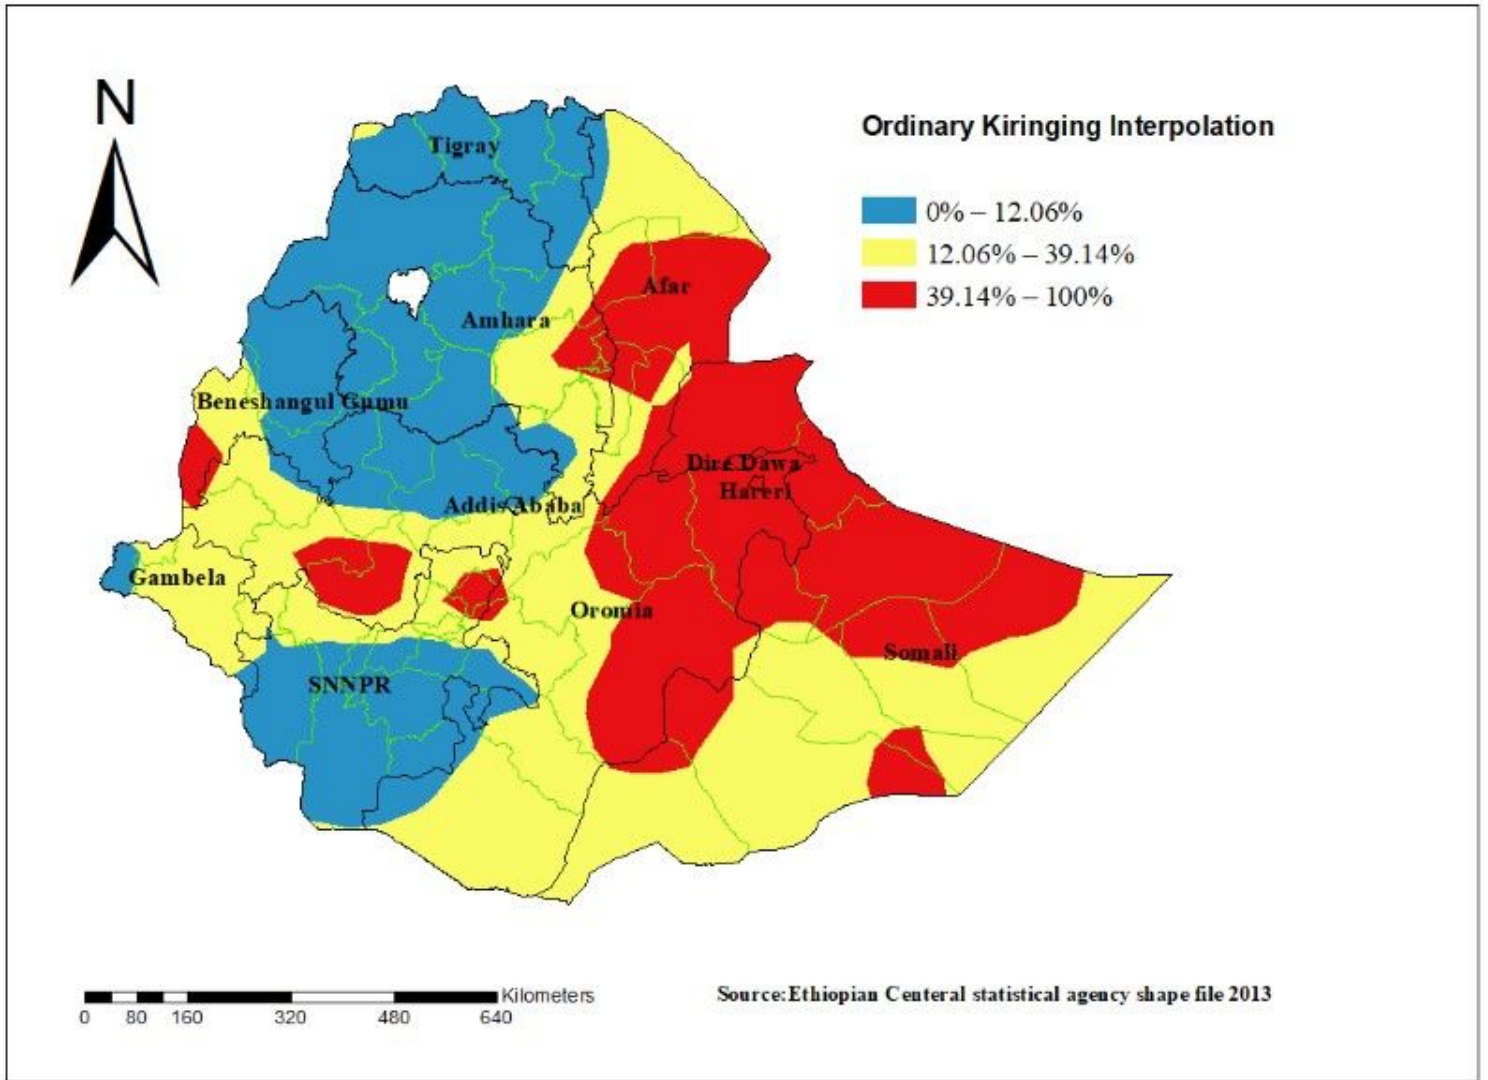 N
Ordinary Kiringing Interpolation
0% – 12.06%
12.06% – 39.14%
39.14% – 100%
Tigray
Afar
Amhara
Beneshangul Gumu
Dire Dawa
Hareri
Addis Ababa
Gambela
Oromia
Somali
SNNPR
Kilometers
0 80 160 320 480 640
Source:Ethiopian Centeral statistical agency shape file 2013